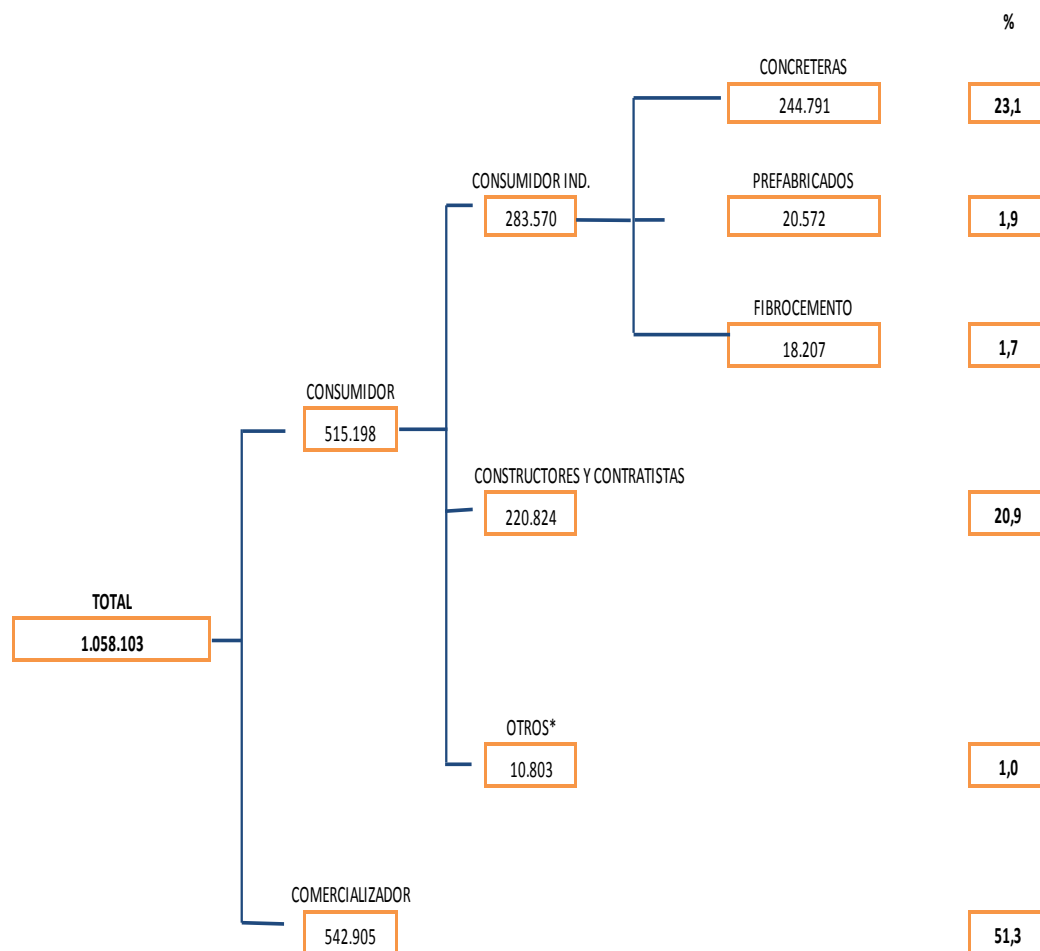 %
CONCRETERAS
244.791
23,1
CONSUMIDOR IND.
PREFABRICADOS
283.570
20.572
1,9
FIBROCEMENTO
18.207
1,7
CONSUMIDOR
515.198
CONSTRUCTORES Y CONTRATISTAS
220.824
20,9
TOTAL
1.058.103
OTROS*
10.803
1,0
COMERCIALIZADOR
542.905
51,3